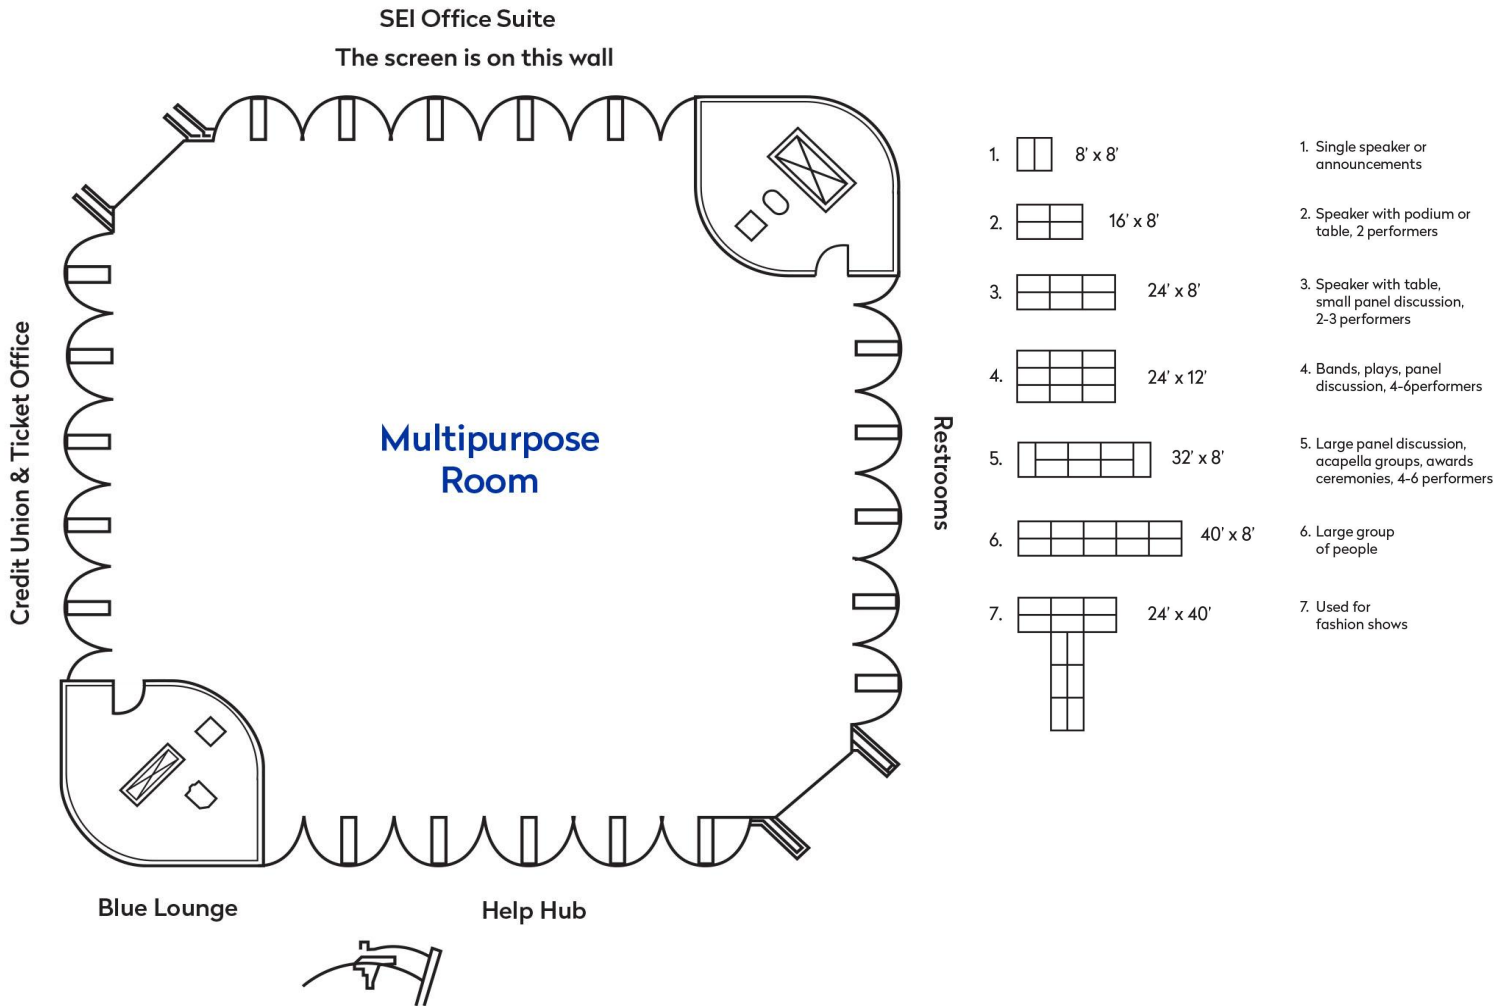 SEI Office Suite
The screen is on this wall
Credit Union & Ticket Office
Multipurpose
Room
Restrooms
Blue Lounge
Help Hub
1. 8' x 8'
2. 16' x 8'
3. 24' x 8'
4. 24' x 12'
5. 32' x 8'
6. 40' x 8'
7. 24' x 40'
1. Single speaker or
announcements
2. Speaker with podium or
table, 2 performers
3. Speaker with table,
small panel discussion,
2-3 performers
4. Bands, plays, panel
discussion, 4-6performers
5. Large panel discussion,
acapella groups, awards
ceremonies, 4-6 performers
6. Large group
of people
7. Used for
fashion shows